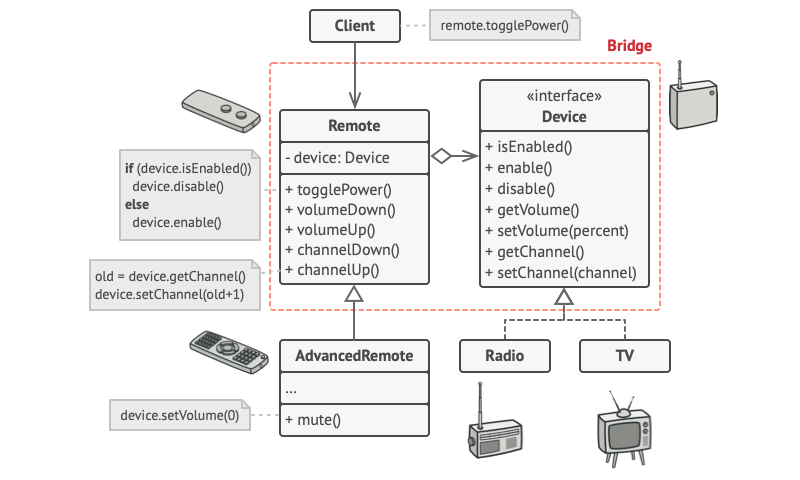 Client
remote.togglePower()
Bridge
Remote
- device: Device
+ togglePower()
+ volumeDown()
+ volumeUp()
+ channelDown()
+ channelUp()
«interface»
Device
+ isEnabled()
+ enable()
+ disable()
+ getVolume()
+ setVolume(percent)
+ getChannel()
+ setChannel(channel)
if (device.isEnabled())
device.disable()
else
device.enable()
old = device.getChannel()
device.setChannel(old+1)
AdvancedRemote
...
+ mute()
device.setVolume(0)
Radio
TV